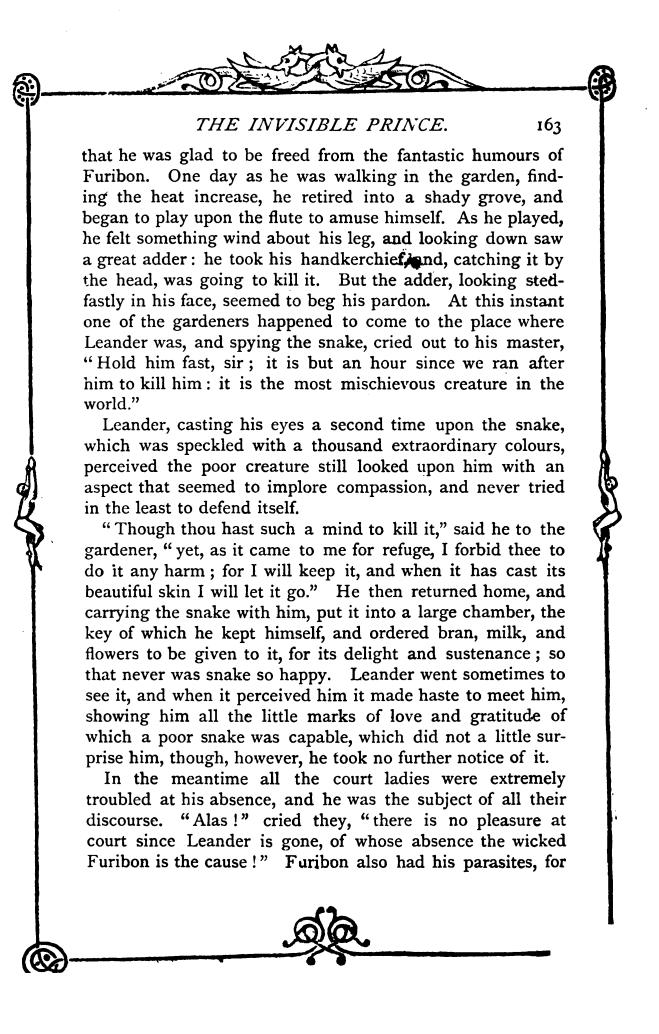 THE INVISIBLE PRINCE. 163
that he was glad to be freed from the fantastic humours of
Furibon. One day as he was walking in the garden, find-
ing the heat increase, he retired into a shady grove, and
began to play upon the flute to amuse himself. As he played,
he felt something wind about his leg, and looking down saw
a great adder : he took his handkerchief, and, catching it by
the head, was going to kill it. But the adder, looking sted-
fastly in his face, seemed to beg his pardon. At this instant
one of the gardeners happened to come to the place where
Leander was, and spying the snake, cried out to his master,
“ Hold him fast, sir ; it is but an hour since we ran after
him to kill him : it is the most mischievous creature in the
world.”
Leander, casting his eyes a second time upon the snake,
which was speckled with a thousand extraordinary colours,
perceived the poor creature still looked upon him with an
aspect that seemed to implore compassion, and never tried
in the least to defend itself.
“ Though thou hast such a mind to kill it,” said he to the
gardener, “ yet, as it came to me for refuge, I forbid thee to
do it any harm ; for I will keep it, and when it has cast its
beautiful skin I will let it go.” He then returned home, and
carrying the snake with him, put it into a large chamber, the
key of which he kept himself, and ordered bran, milk, and
flowers to be given to it, for its delight and sustenance ; so
that never was snake so happy. Leander went sometimes to
see it, and when it perceived him it made haste to meet him,
showing him all the little marks of love and gratitude of
which a poor snake was capable, which did not a little sur-
prise him, though, however, he took no further notice of it.
In the meantime all the court ladies were extremely
troubled at his absence, and he was the subject of all their
discourse. “Alas !” cried they, “there is no pleasure at
court since Leander is gone, of whose absence the wicked
Furibon is the cause !” Furibon also had his parasites, for